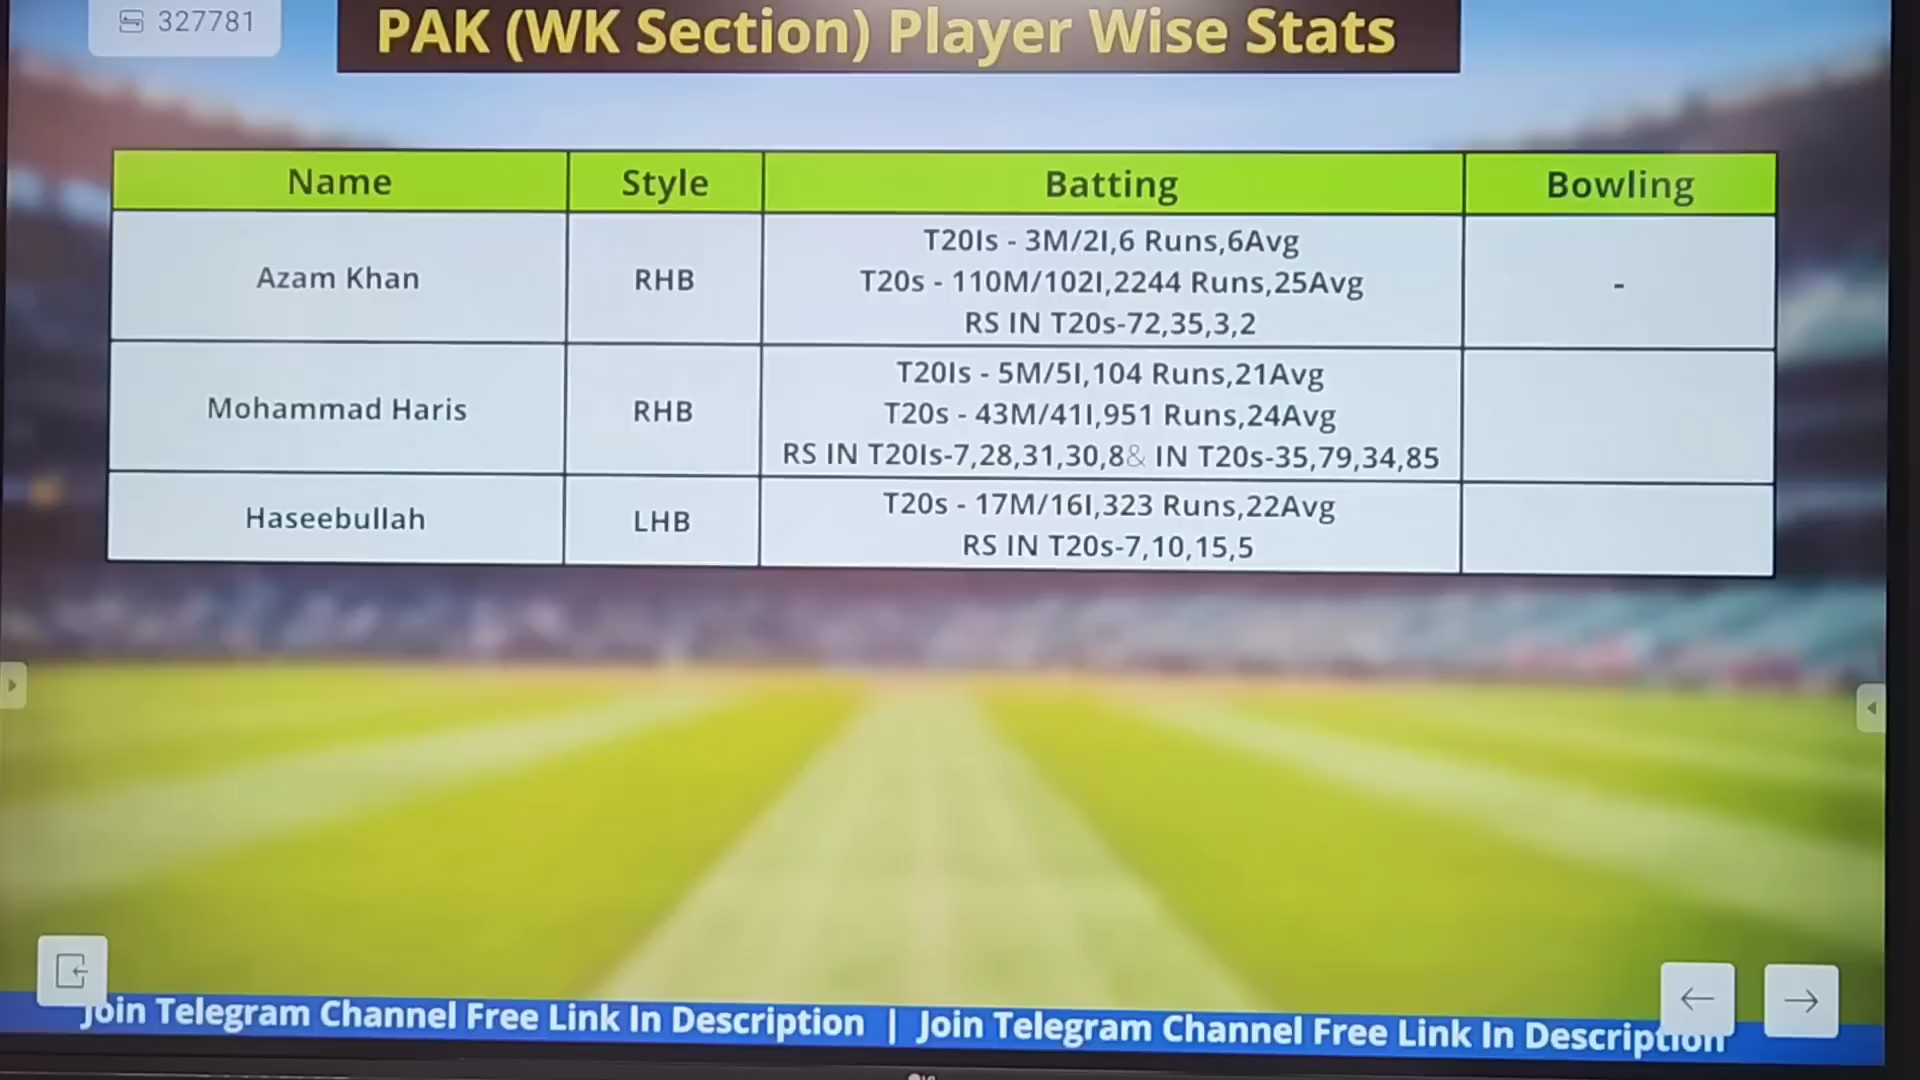 327781
PAK (WK Section) Player Wise Stats
Name Style Batting Bowling
Azam Khan RHB T20Is - 3M/2I,6 Runs,6Avg -
T20s - 110M/102I,2244 Runs,25Avg
RS IN T20s-72,35,3,2
Mohammad Haris RHB T20Is - 5M/5I,104 Runs,21Avg
T20s - 43M/41I,951 Runs,24Avg
RS IN T20Is-7,28,31,30,8& IN T20s-35,79,34,85
Haseebullah LHB T20s - 17M/16I,323 Runs,22Avg
RS IN T20s-7,10,15,5
Join Telegram Channel Free Link In Description | Join Telegram Channel Free Link In Description